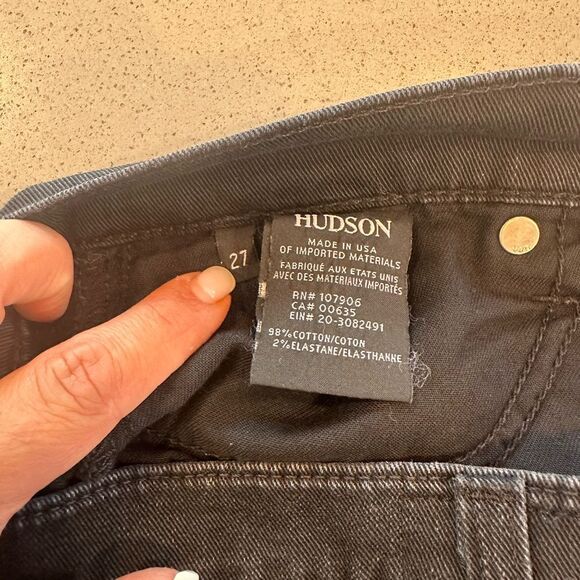 HUDSON
MADE IN USA
OF IMPORTED MATERIALS
FABRIQUÉ AUX ETATS UNIS
AVEC DES MATERIAUX IMPORTÉS
RN# 107906
CA# 00635
EIN# 20-3082491
98% COTTON/COTON
2% ELASTANE/ELASTHANNE
27